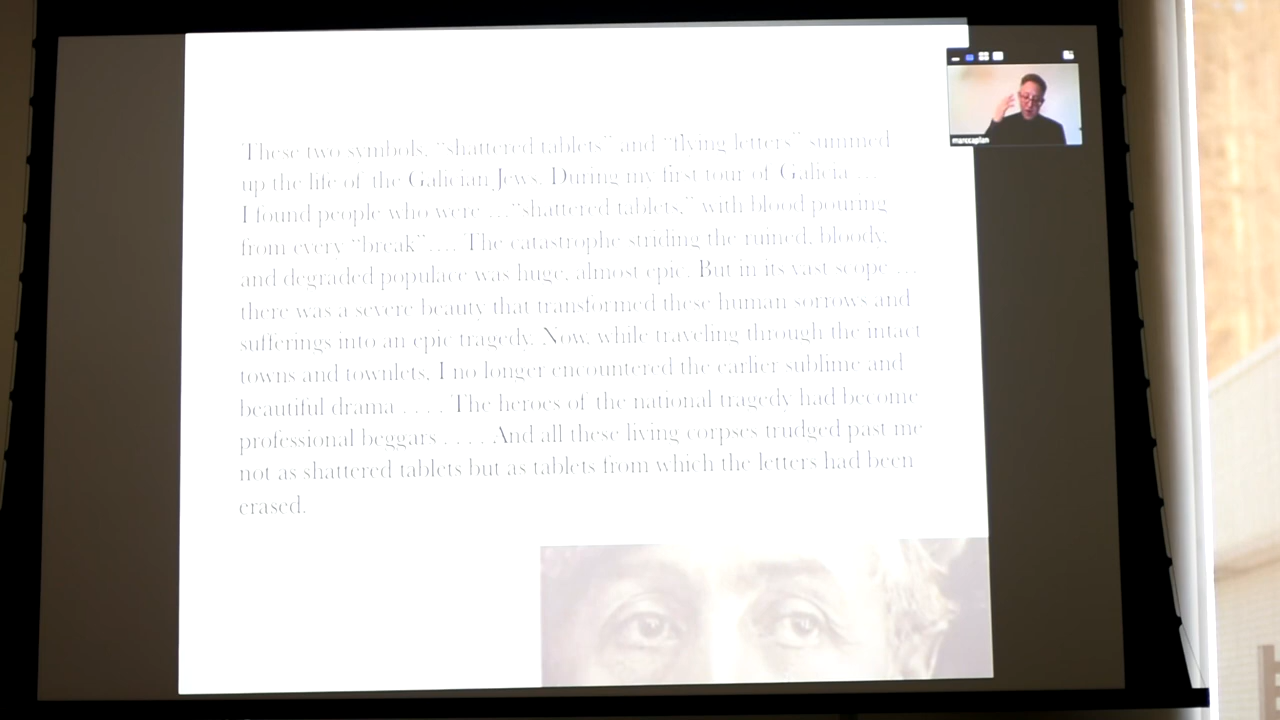 These two symbols, “shattered tablets” and “flying letters” summed
up the life of the Galician Jews. During my first tour of Galicia ...
I found people who were ...“shattered tablets,” with blood pouring
from every “break”.... The catastrophe striding the ruined, bloody,
and degraded populace was huge, almost epic. But in its vast scope ...
there was a severe beauty that transformed these human sorrows and
sufferings into an epic tragedy. Now, while traveling through the intact
towns and townlets, I no longer encountered the earlier sublime and
beautiful drama . . . . The heroes of the national tragedy had become
professional beggars . . . . And all these living corpses trudged past me
not as shattered tablets but as tablets from which the letters had been
erased.
marccaplan